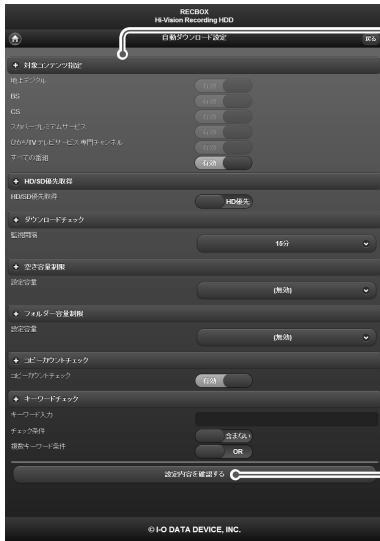 RECBOX
Hi-Vision Recording HDD
自動ダウンロード設定
戻る
対象コンテンツ指定
地上デジタル
有効
BS
有効
CS
有効
スカパー!プレミアムサービス
有効
ひかりTV テレビサービス 専門チャンネル
有効
すべての番組
有効
HD/SD優先取得
HD/SD優先取得
HD優先
ダウンロードチェック
監視間隔
15分
空き容量制限
設定容量
(無効)
フォルダー容量制限
設定容量
(無効)
コピーカウントチェック
コピーカウントチェック
有効
キーワードチェック
キーワード入力
チェック条件
含まない
複数キーワード条件
OR
設定内容を確認する
© I-O DATA DEVICE, INC.